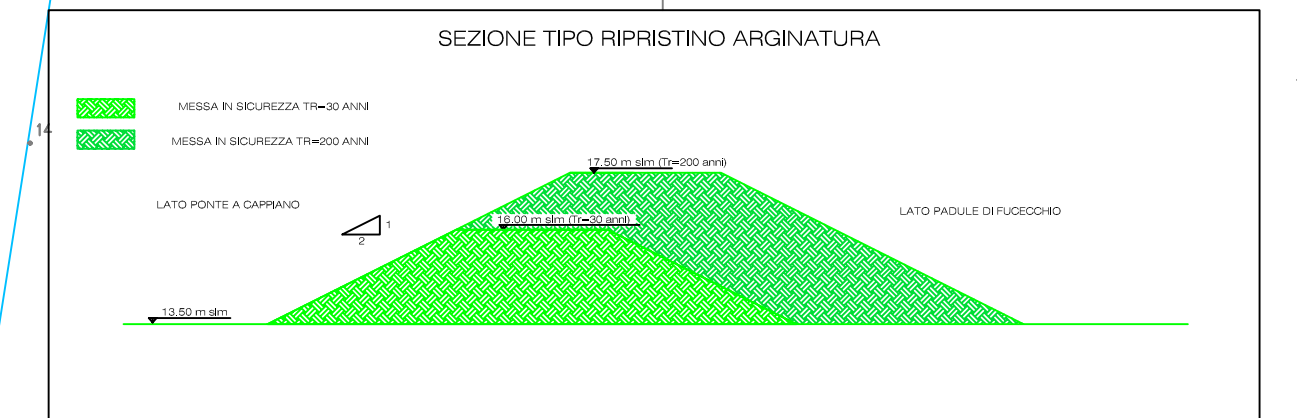 SEZIONE TIPO RIPRISTINO ARGINATURA
MESSA IN SICUREZZA TR=30 ANNI
14
MESSA IN SICUREZZA TR=200 ANNI
17.50 m slm (Tr=200 anni)
LATO PONTE A CAPPIANO
LATO PADULE DI FUCECCHIO
16.00 m slm (Tr=30 anni)
1
2
13.50 m slm